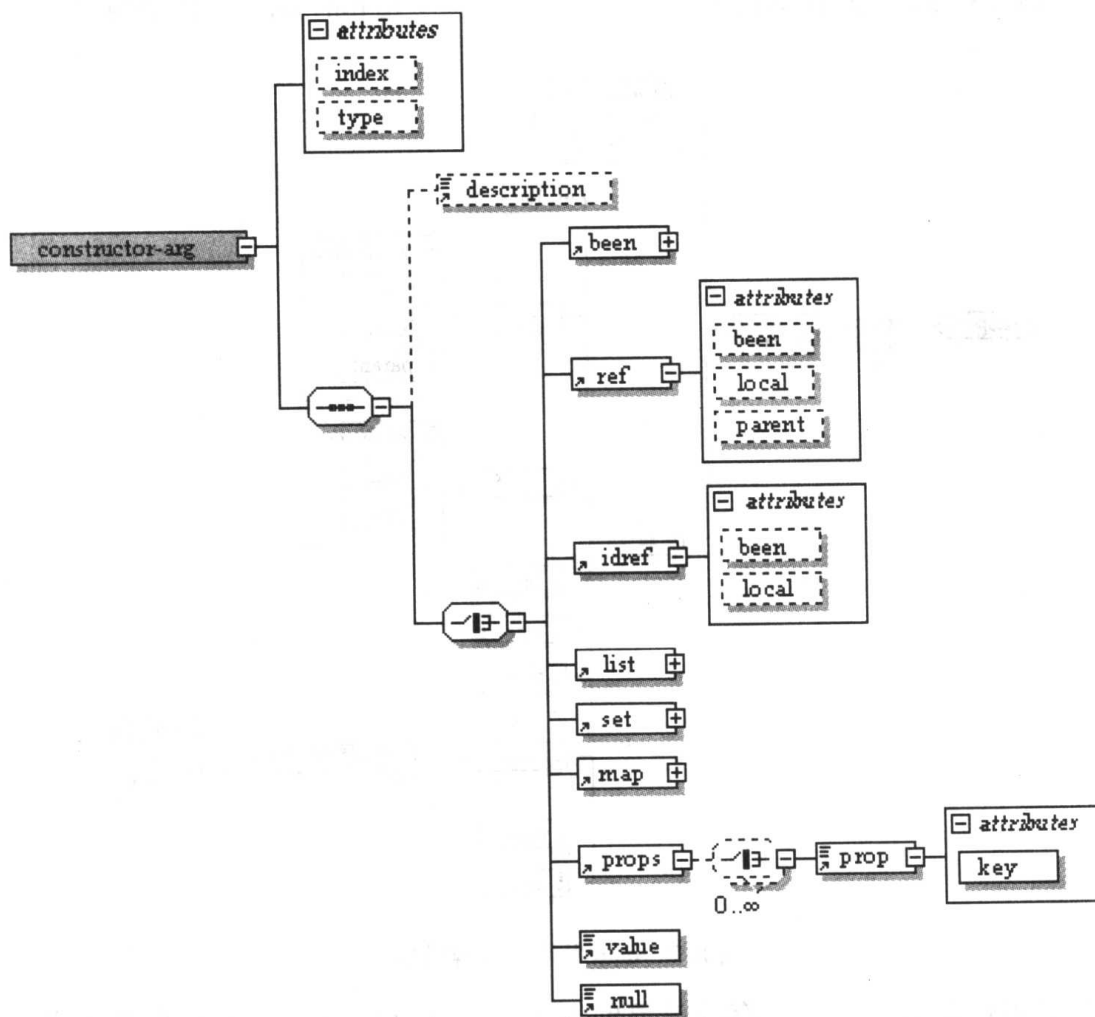 attributes
index
type
description
constructor-arg
been
attributes
been
ref
local
parent
attributes
been
idref
local
list
set
map
attributes
props
prop
key
0..∞
value
null